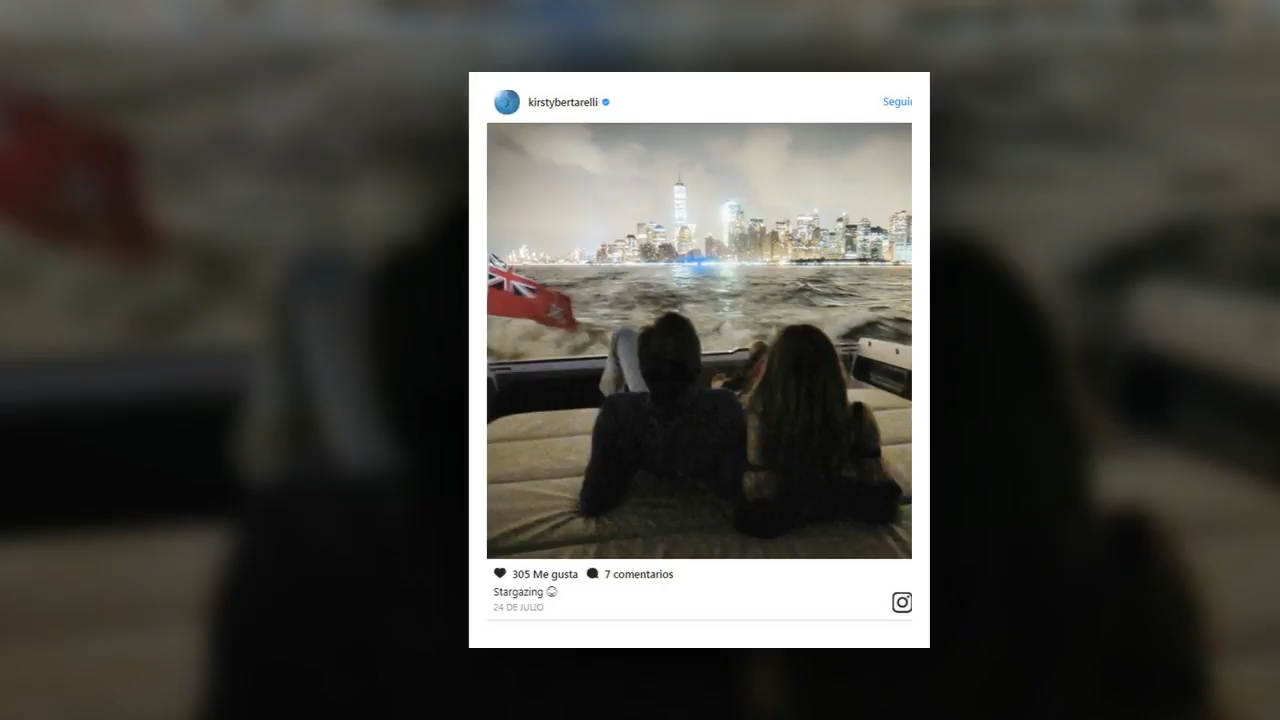 kirstybertarelli
Segui
305 Me gusta 7 comentarios
Stargazing
24 DE JULIO